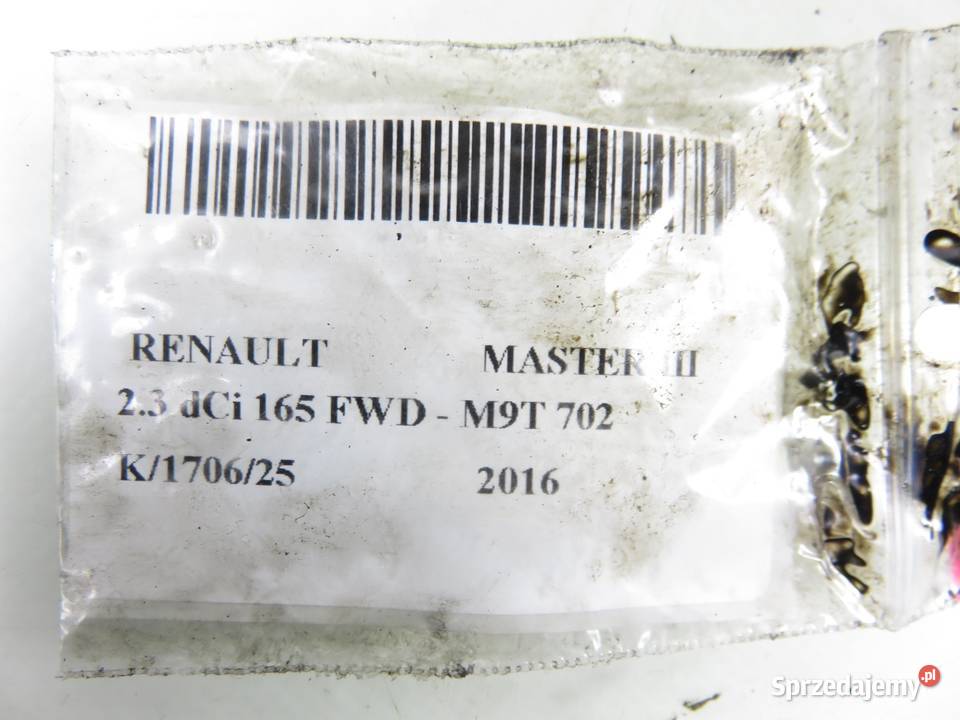 RENAULT MASTER III
2.3 dCi 165 FWD - M9T 702
K/1706/25 2016
Sprzedajemy.pl